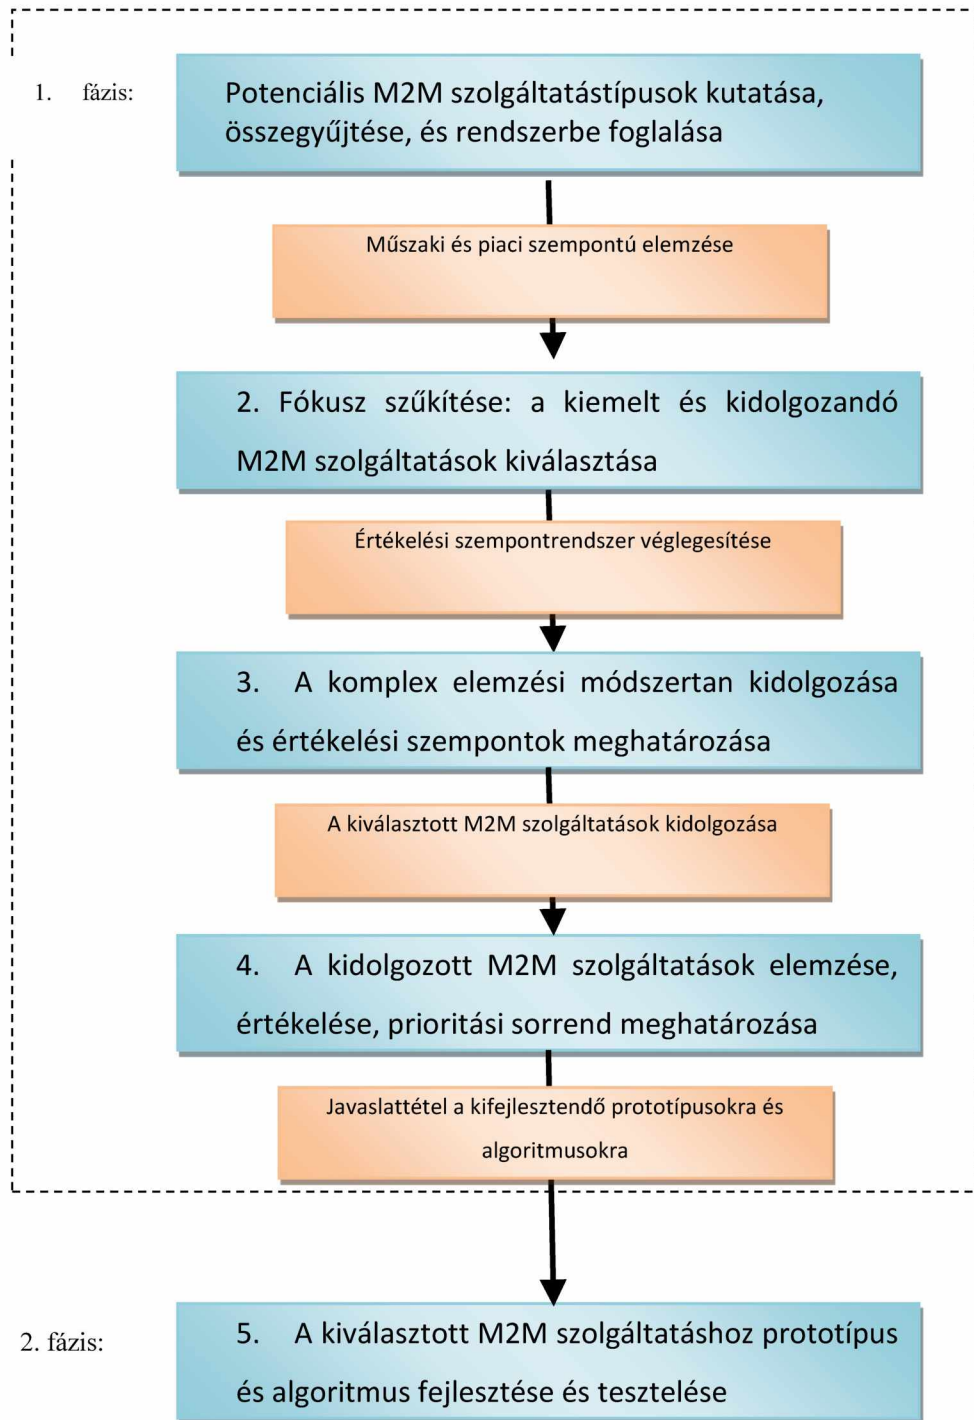 1. fázis:
Potenciális M2M szolgáltatástípusok kutatása,
összegyűjtése, és rendszerbe foglalása
Műszaki és piaci szempontú elemzése
2. Fókusz szűkítése: a kiemelt és kidolgozandó
M2M szolgáltatások kiválasztása
Értékelési szempontrendszer véglegesítése
3. A komplex elemzési módszertan kidolgozása
és értékelési szempontok meghatározása
A kiválasztott M2M szolgáltatások kidolgozása
4. A kidolgozott M2M szolgáltatások elemzése,
értékelése, prioritási sorrend meghatározása
Javaslattétel a kifejlesztendő prototípusokra és
algoritmusokra
2. fázis:
5. A kiválasztott M2M szolgáltatáshoz prototípus
és algoritmus fejlesztése és tesztelése